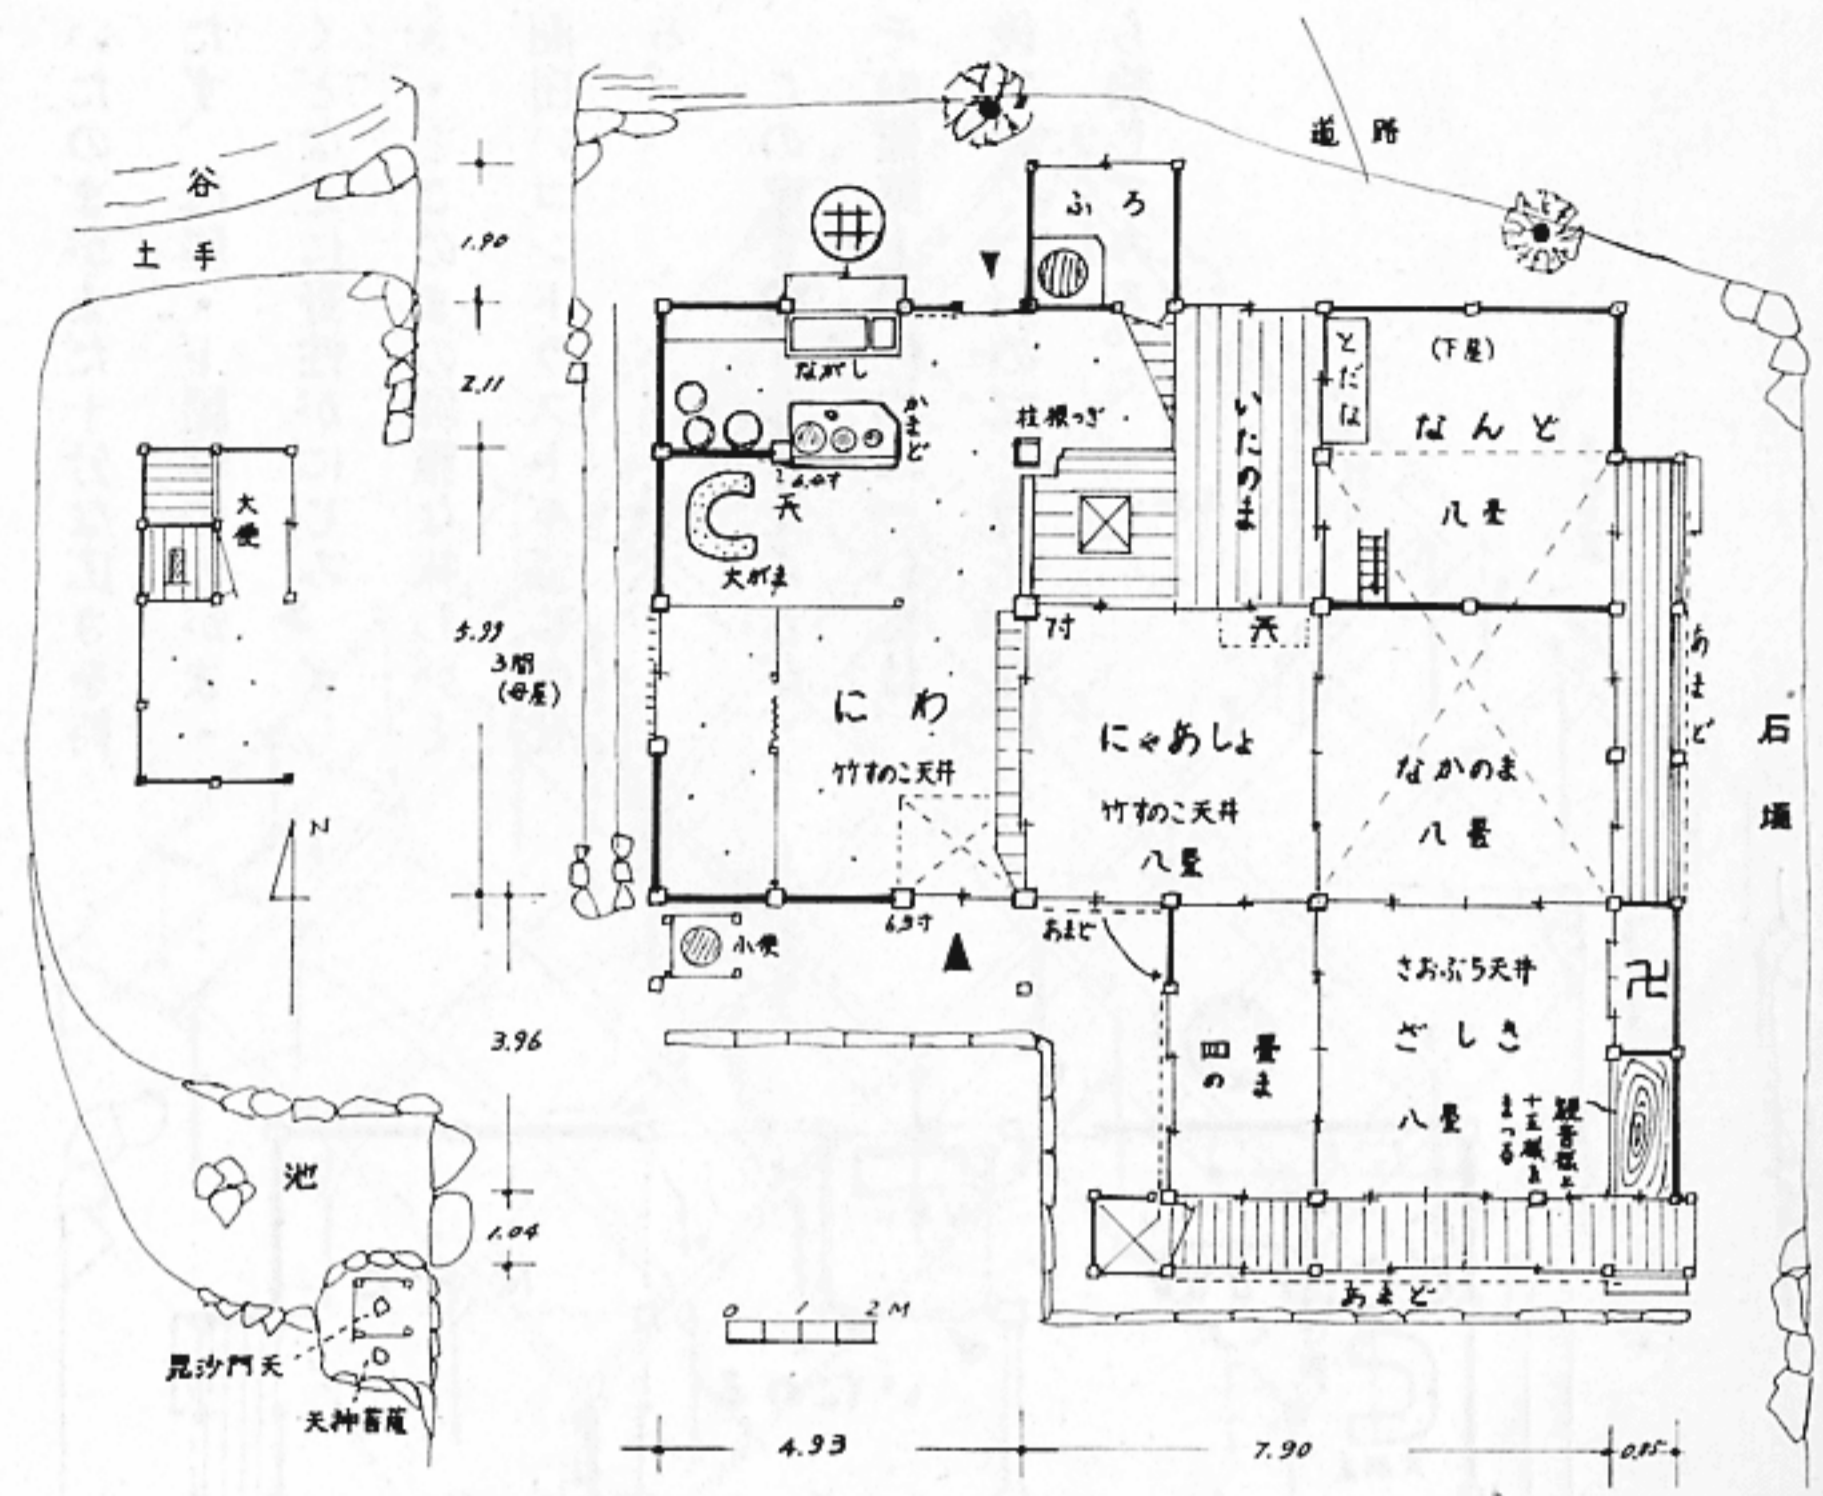 道路
谷
土手
ふろ
1.90
2.11
ながし
かまど
とだな
(下屋)
なんど
八畳
いたのま
柱根つぎ
大便
大がま
5.99
3間
(母屋)
7寸
にわ
竹すのこ天井
にゃあしょ
竹すのこ天井
八畳
なかのま
八畳
あまど
石垣
N
小便
6.3寸
あまど
さおぶち天井
ざしき
八畳
卍
四畳
のま
観音様と
十五様を
まつる
3.96
池
1.04
あまど
0 1 2M
毘沙門天
天神菩薩
4.93
7.90
0.85